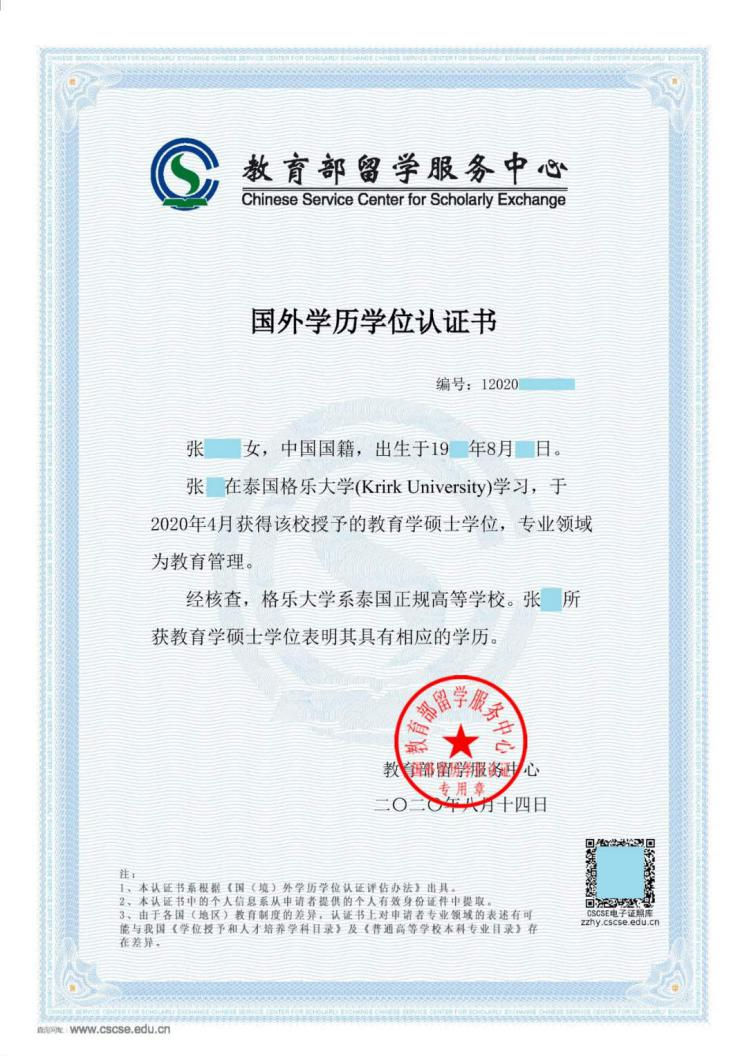 教育部留学服务中心
Chinese Service Center for Scholarly Exchange
国外学历学位认证书
编号：12020
张 女，中国国籍，出生于19 年8月 日。
张 在泰国格乐大学(Krirk University)学习，于
2020年4月获得该校授予的教育学硕士学位，专业领域
为教育管理。
经核查，格乐大学系泰国正规高等学校。张 所
获教育学硕士学位表明其具有相应的学历。
教育部留学服务中心
专用章
教育部留学服务中心
二〇二〇年八月十四日
注：
1、本认证书系根据《国（境）外学历学位认证评估办法》出具。
2、本认证书中的个人信息系从申请者提供的个人有效身份证件中提取。
3、由于各国（地区）教育制度的差异，认证书上对申请者专业领域的表述有可
能与我国《学位授予和人才培养学科目录》及《普通高等学校本科专业目录》存
在差异。
CSCSE电子证照库
zzhy.cscse.edu.cn
www.cscse.edu.cn